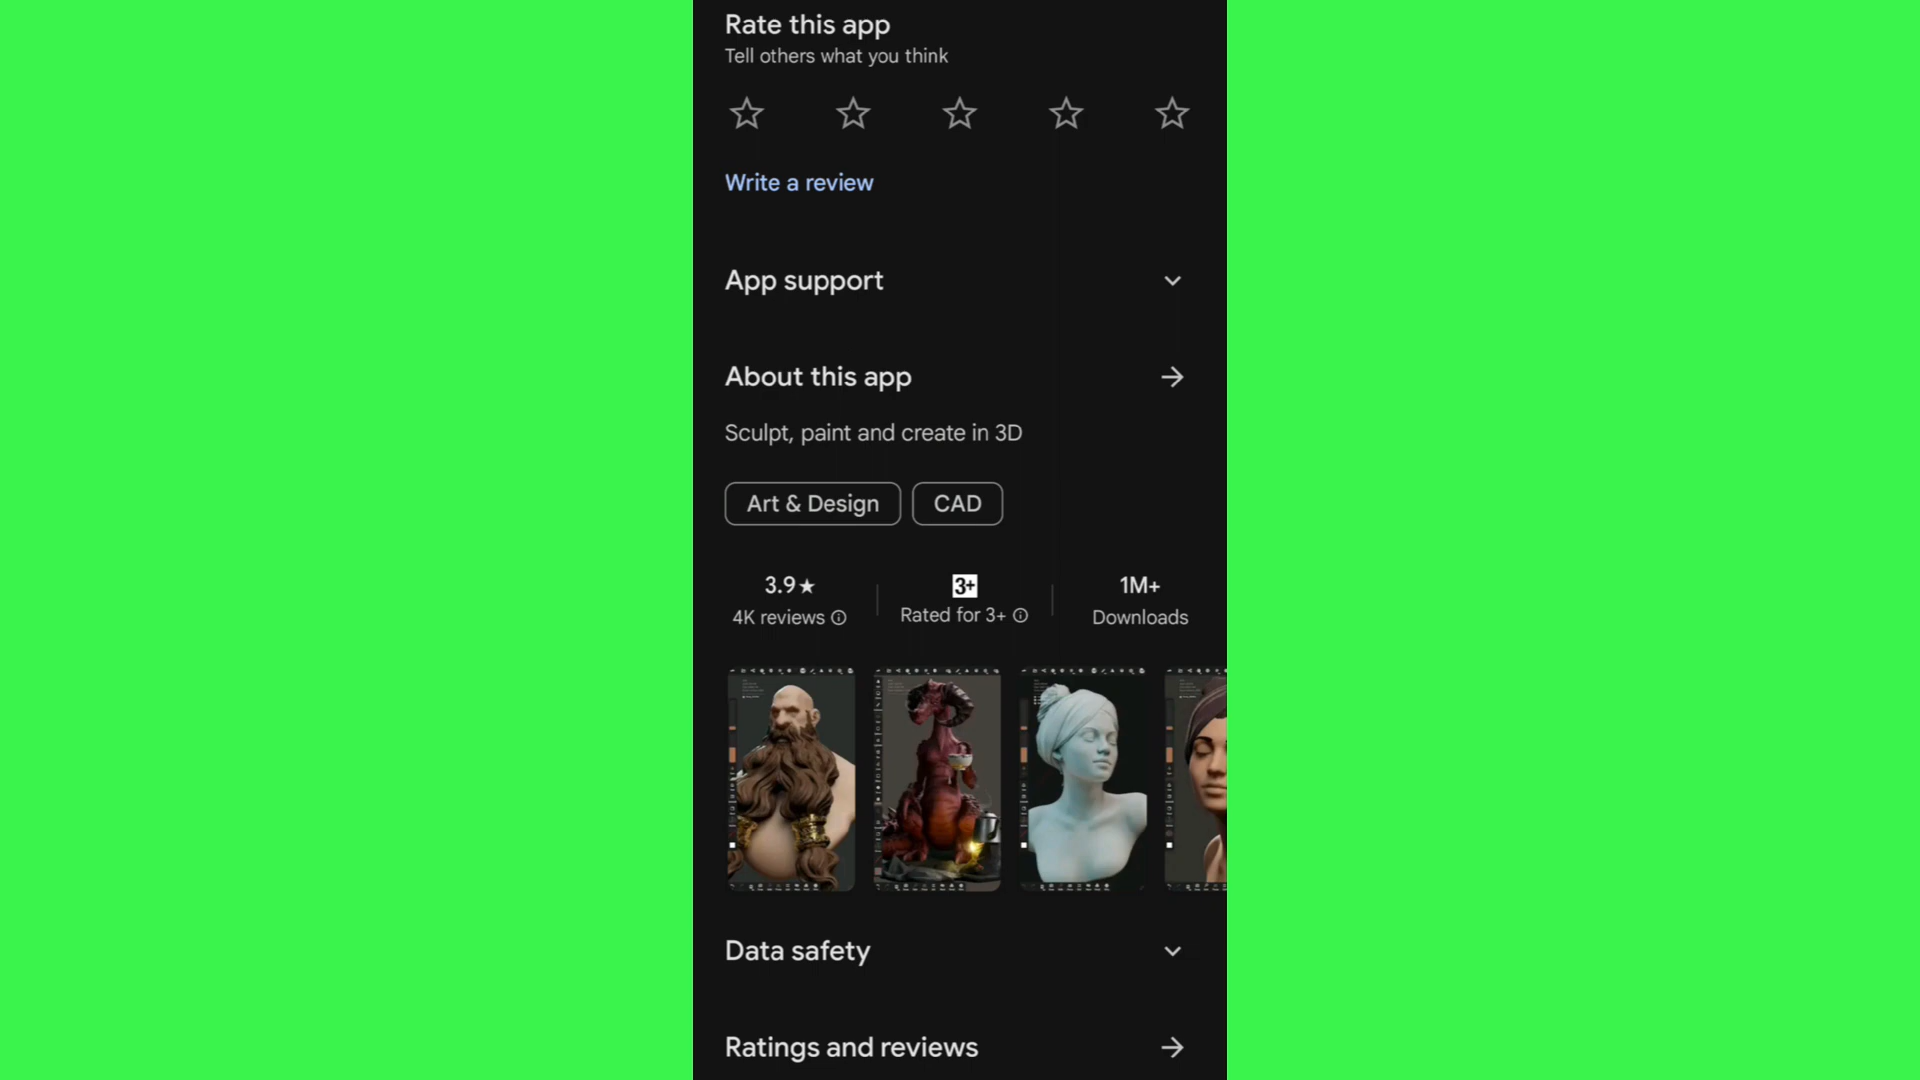 Rate this app
Tell others what you think
Write a review
App support
About this app
Sculpt, paint and create in 3D
Art & Design CAD
3.9★ 3+ 1M+
4K reviews Rated for 3+ Downloads
Data safety
Ratings and reviews